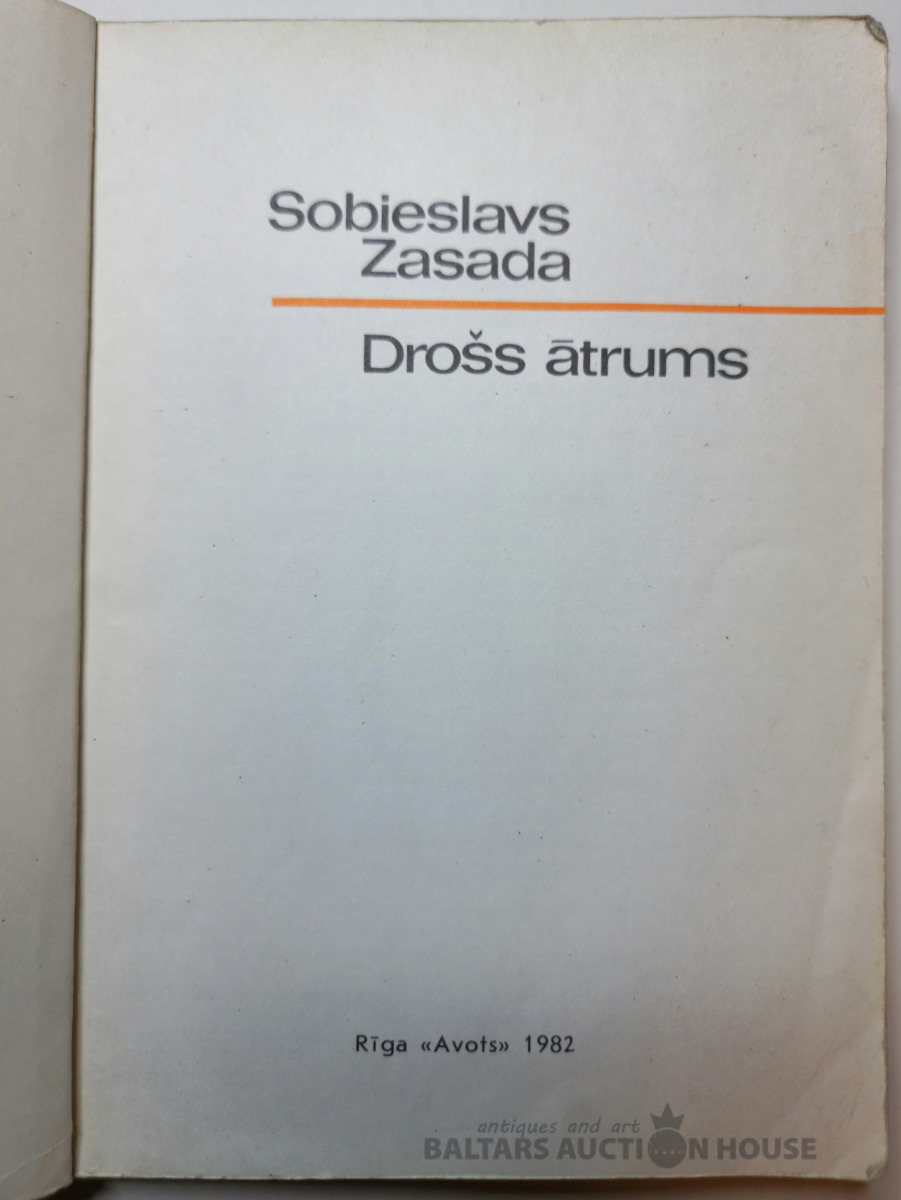 Sobieslavs
Zasada
Drošs ātrums
Rīga «Avots» 1982
antiques and art
BALTARS AUCTION HOUSE